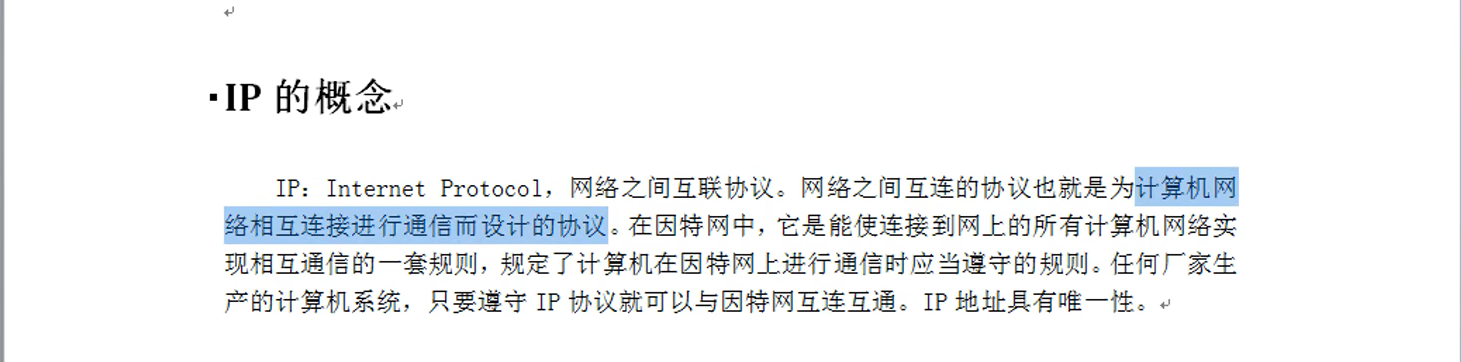 IP 的概念
IP：Internet Protocol，网络之间互联协议。网络之间互连的协议也就是为计算机网
络相互连接进行通信而设计的协议。在因特网中，它是能使连接到网上的所有计算机网络实
现相互通信的一套规则，规定了计算机在因特网上进行通信时应当遵守的规则。任何厂家生
产的计算机系统，只要遵守 IP 协议就可以与因特网互连互通。IP 地址具有唯一性。